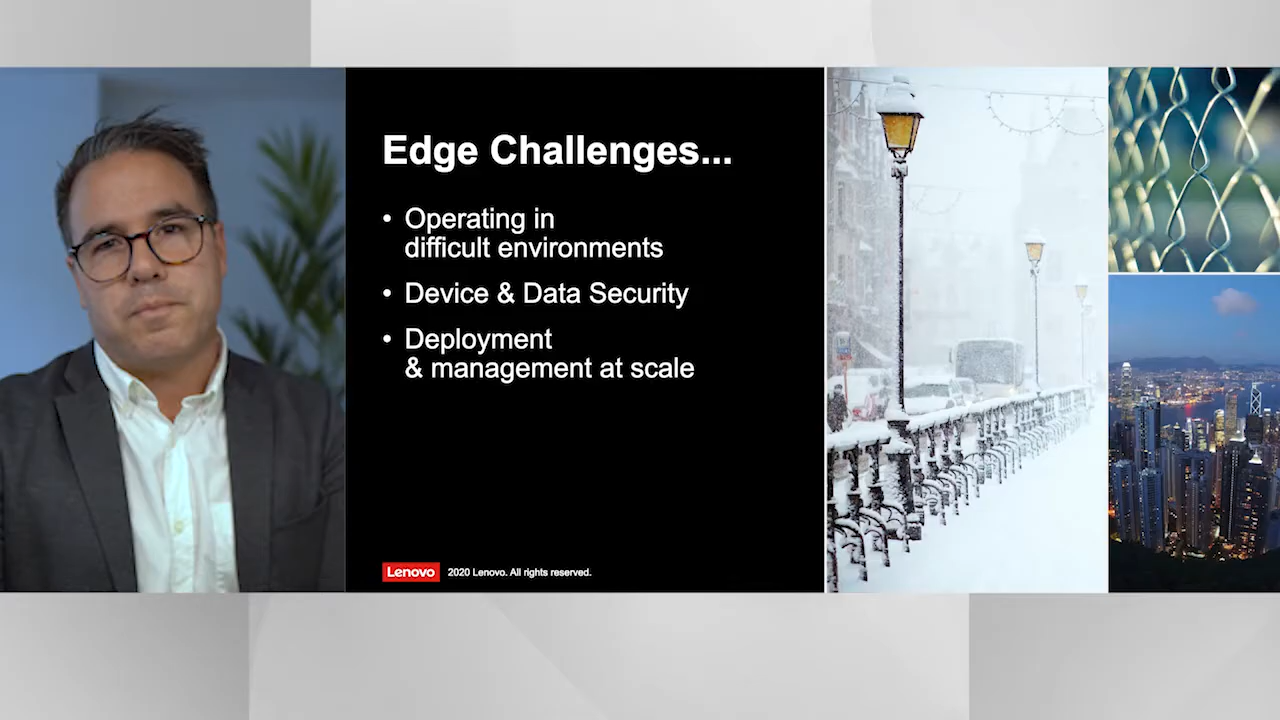 Edge Challenges...
• Operating in
difficult environments
• Device & Data Security
• Deployment
& management at scale
Lenovo 2020 Lenovo. All rights reserved.